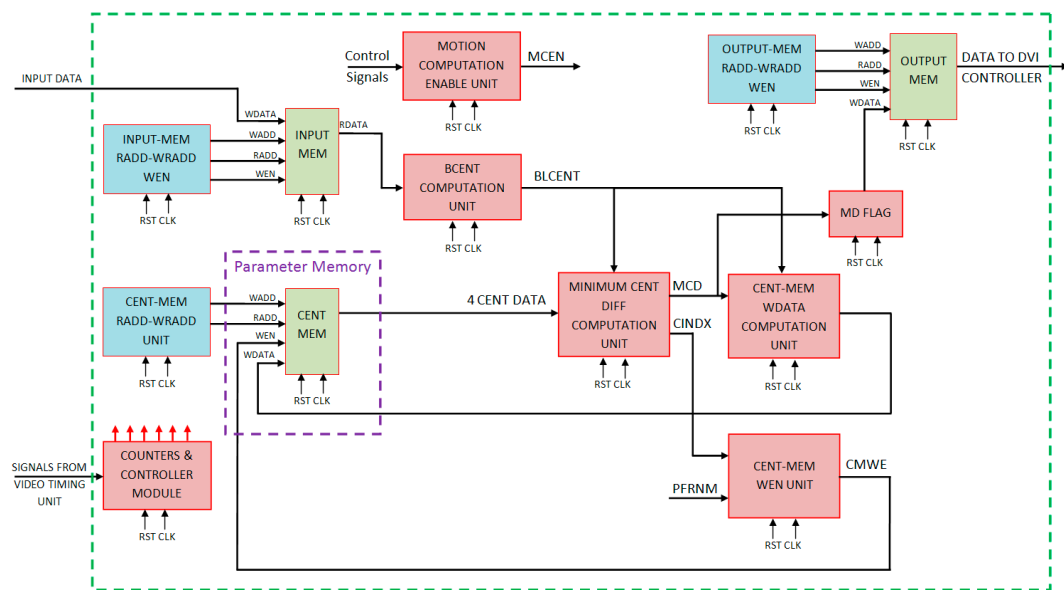 INPUT DATA
INPUT-MEM
RADD-WRADD
WEN
RST CLK
WDATA
WADD
RADD
WEN
INPUT
MEM
RST CLK
RDATA
Control
Signals
MOTION
COMPUTATION
ENABLE UNIT
RST CLK
MCEN
BCENT
COMPUTATION
UNIT
RST CLK
BLCENT
OUTPUT-MEM
RADD-WRADD
WEN
RST CLK
WADD
RADD
WEN
WDATA
OUTPUT
MEM
RST CLK
DATA TO DVI
CONTROLLER
MD FLAG
RST CLK
Parameter Memory
CENT-MEM
RADD-WRADD
UNIT
RST CLK
WADD
RADD
WEN
WDATA
CENT
MEM
RST CLK
4 CENT DATA
MINIMUM CENT
DIFF
COMPUTATION
UNIT
RST CLK
MCD
CINDX
CENT-MEM
WDATA
COMPUTATION
UNIT
RST CLK
SIGNALS FROM
VIDEO TIMING
UNIT
COUNTERS &
CONTROLLER
MODULE
RST CLK
PFRNM
CENT-MEM
WEN UNIT
RST CLK
CMWE